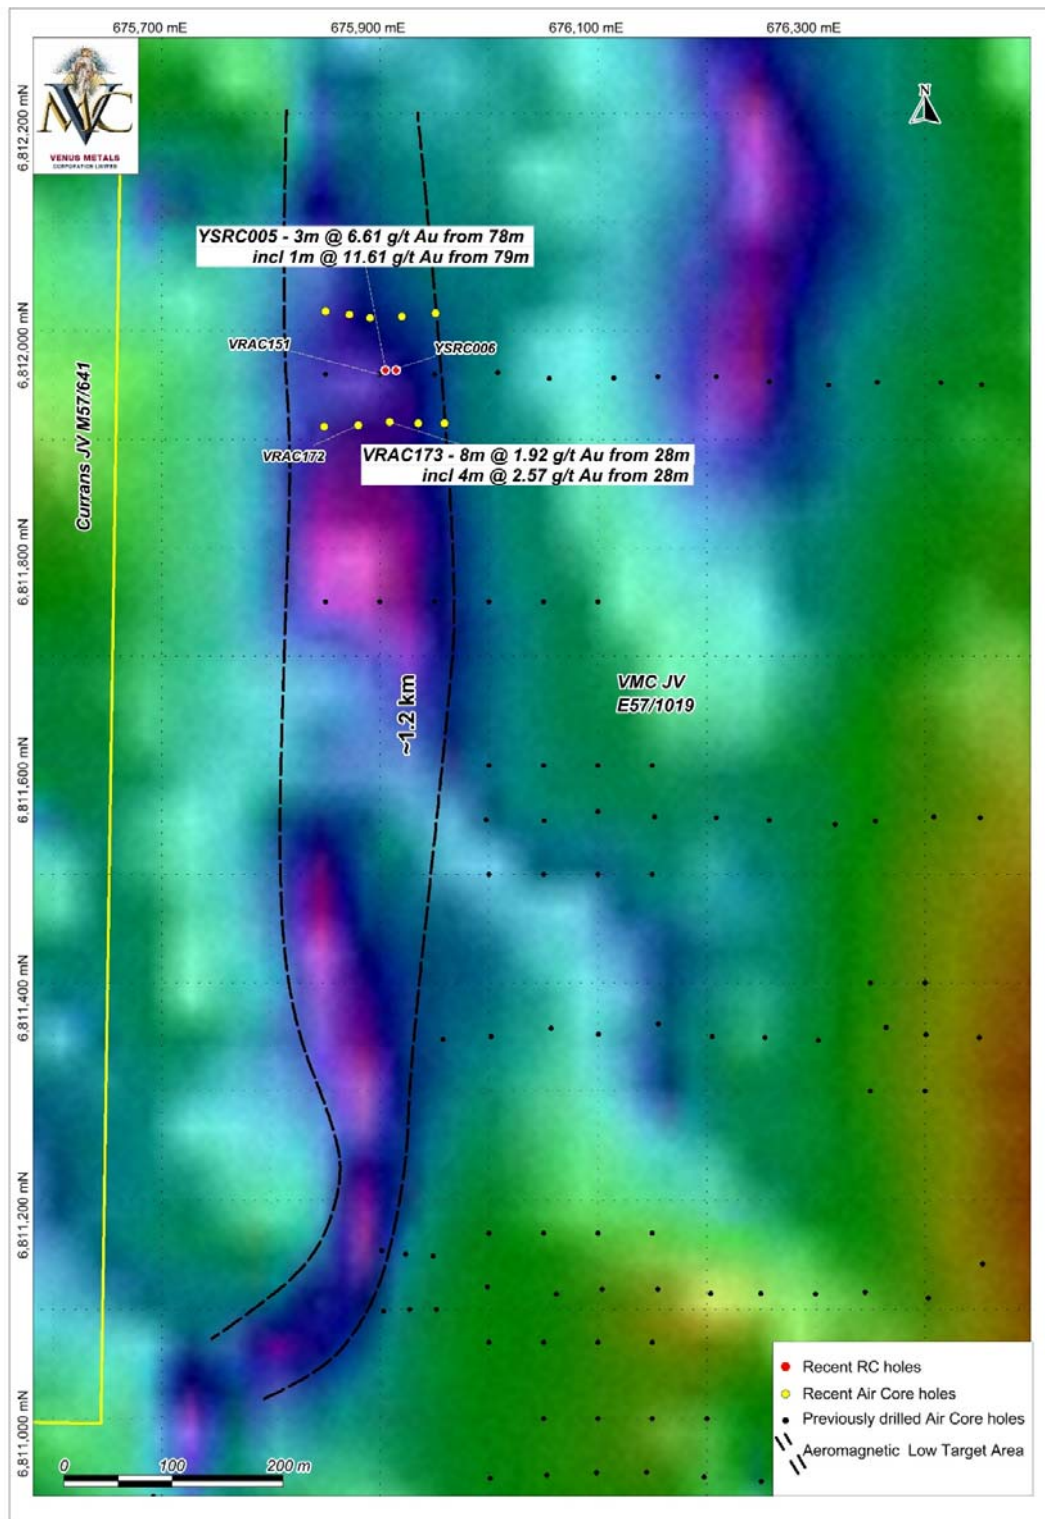 675,700 mE
675,900 mE
676,100 mE
676,300 mE
VMC
VENUS METALS
CORPORATION LIMITED
N
6,812,200 mN
6,812,000 mN
6,811,800 mN
6,811,600 mN
6,811,400 mN
6,811,200 mN
6,811,000 mN
YSRC005 - 3m @ 6.61 g/t Au from 78m
incl 1m @ 11.61 g/t Au from 79m
VRAC151
YSRC006
Currans JV M57/641
VRAC172
VRAC173 - 8m @ 1.92 g/t Au from 28m
incl 4m @ 2.57 g/t Au from 28m
~1.2 km
VMC JV
E57/1019
Recent RC holes
Recent Air Core holes
Previously drilled Air Core holes
Aeromagnetic Low Target Area
0 100 200 m